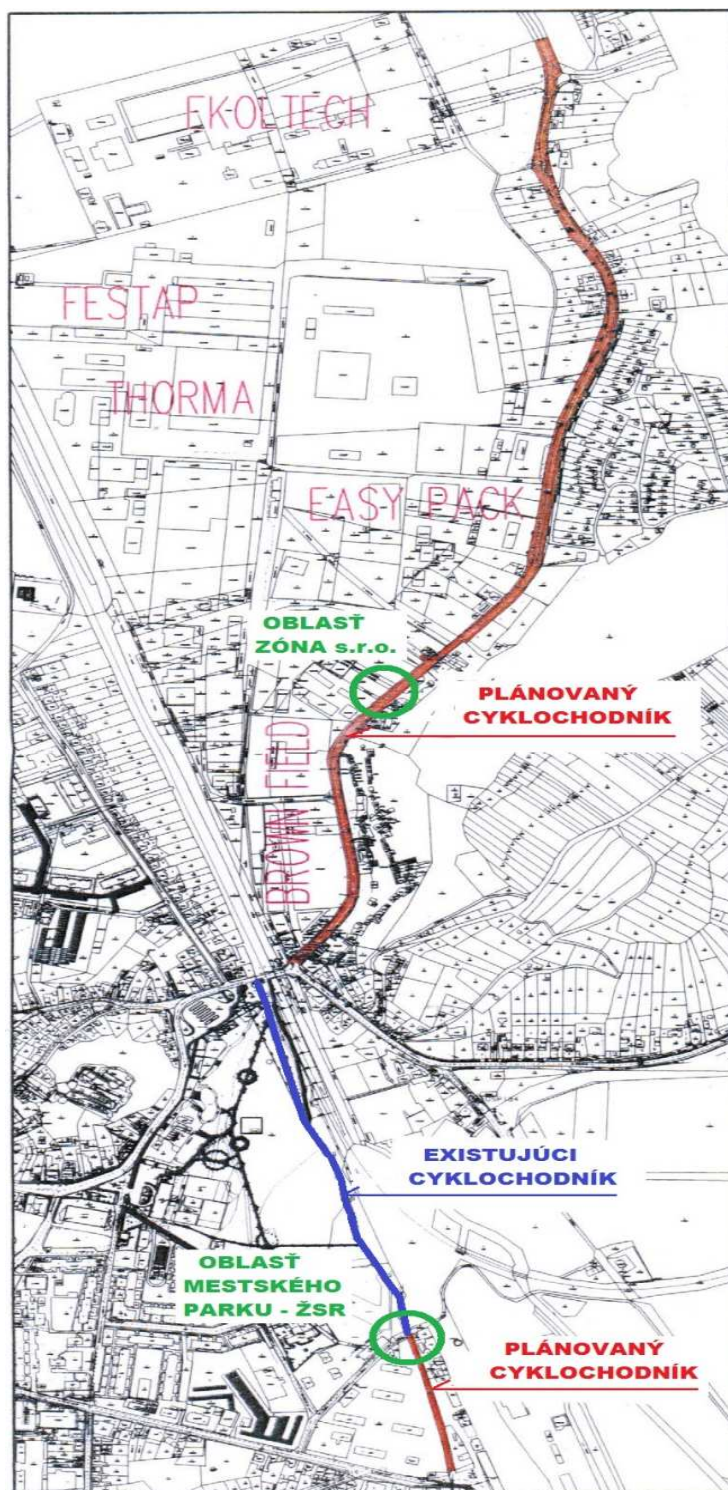 EKOLTECH
FESTAP
THORMA
EASY PACK
OBLASŤ
ZÓNA s.r.o.
PLÁNOVANÝ
CYKLOCHODNÍK
BROWN FIELD
EXISTUJÚCI
CYKLOCHODNÍK
OBLASŤ
MESTSKÉHO
PARKU - ŽSR
PLÁNOVANÝ
CYKLOCHODNÍK